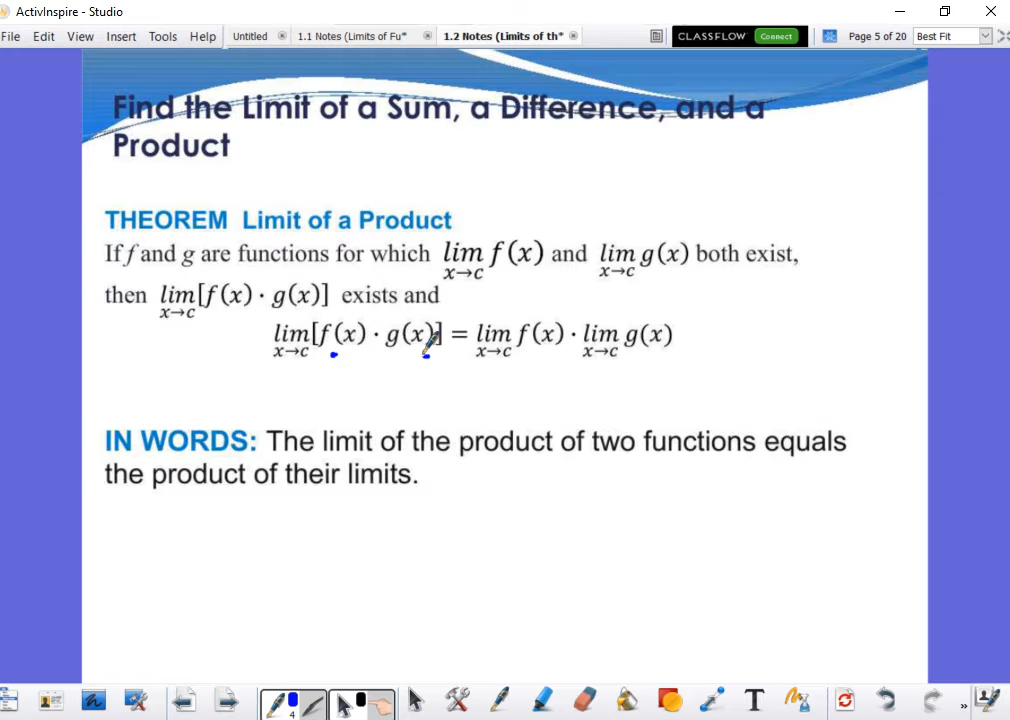 ActivInspire - Studio
File Edit View Insert Tools Help Untitled 1.1 Notes (Limits of Fu* 1.2 Notes (Limits of th* CLASSFLOW Connect Page 5 of 20 Best Fit
Find the Limit of a Sum, a Difference, and a
Product
THEOREM Limit of a Product
If f and g are functions for which lim x→c f(x) and lim x→c g(x) both exist,
then lim x→c [f(x) · g(x)] exists and
lim x→c [f(x) · g(x)] = lim x→c f(x) · lim x→c g(x)
IN WORDS: The limit of the product of two functions equals
the product of their limits.
4 T »